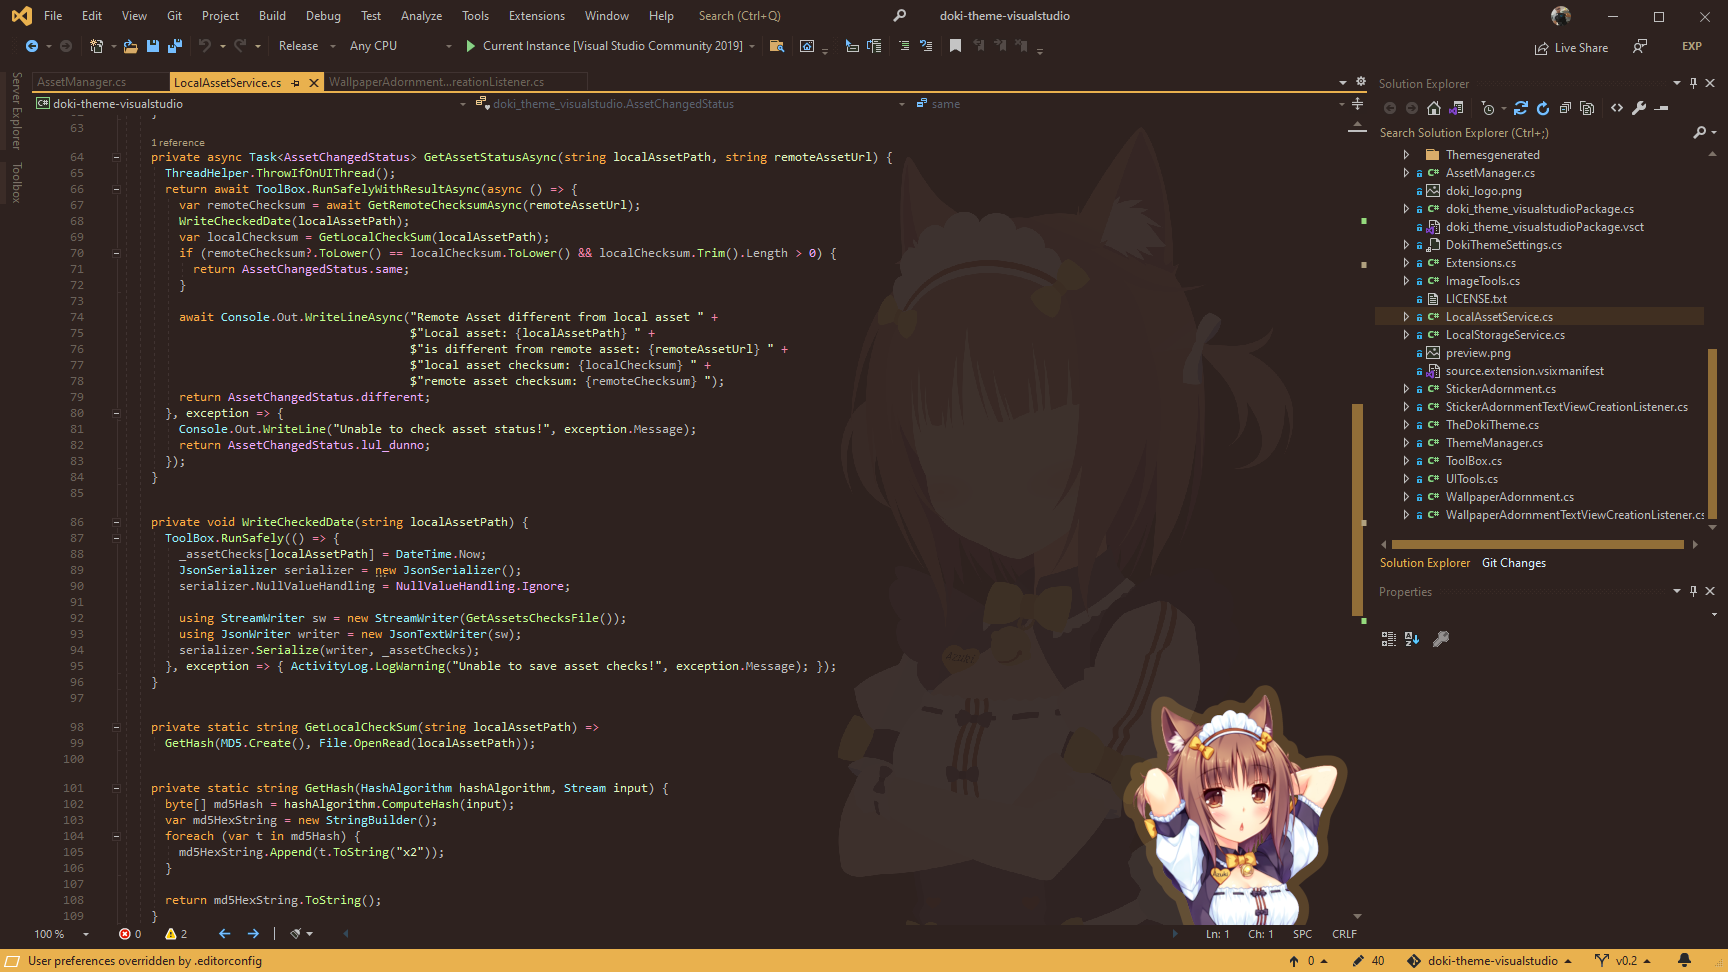 File Edit View Git Project Build Debug Test Analyze Tools Extensions Window Help Search (Ctrl+Q) doki-theme-visualstudio
Release Any CPU Current Instance [Visual Studio Community 2019] Live Share EXP
Server Explorer
Toolbox
AssetManager.cs LocalAssetService.cs WallpaperAdornment...reationListener.cs
doki-theme-visualstudio doki_theme_visualstudio.AssetChangedStatus same
63
1 reference
64 private async Task<AssetChangedStatus> GetAssetStatusAsync(string localAssetPath, string remoteAssetUrl) {
65 ThreadHelper.ThrowIfOnUIThread();
66 return await ToolBox.RunSafelyWithResultAsync(async () => {
67 var remoteChecksum = await GetRemoteChecksumAsync(remoteAssetUrl);
68 WriteCheckedDate(localAssetPath);
69 var localChecksum = GetLocalCheckSum(localAssetPath);
70 if (remoteChecksum?.ToLower() == localChecksum.ToLower() && localChecksum.Trim().Length > 0) {
71 return AssetChangedStatus.same;
72 }
73
74 await Console.Out.WriteLineAsync("Remote Asset different from local asset " +
75 $"Local asset: {localAssetPath} " +
76 $"is different from remote asset: {remoteAssetUrl} " +
77 $"local asset checksum: {localChecksum} " +
78 $"remote asset checksum: {remoteChecksum} ");
79 return AssetChangedStatus.different;
80 }, exception => {
81 Console.Out.WriteLine("Unable to check asset status!", exception.Message);
82 return AssetChangedStatus.lul_dunno;
83 });
84 }
85
86 private void WriteCheckedDate(string localAssetPath) {
87 ToolBox.RunSafely(() => {
88 _assetChecks[localAssetPath] = DateTime.Now;
89 JsonSerializer serializer = new JsonSerializer();
90 serializer.NullValueHandling = NullValueHandling.Ignore;
91
92 using StreamWriter sw = new StreamWriter(GetAssetsChecksFile());
93 using JsonWriter writer = new JsonTextWriter(sw);
94 serializer.Serialize(writer, _assetChecks);
95 }, exception => { ActivityLog.LogWarning("Unable to save asset checks!", exception.Message); });
96 }
97
98 private static string GetLocalCheckSum(string localAssetPath) =>
99 GetHash(MD5.Create(), File.OpenRead(localAssetPath));
100
101 private static string GetHash(HashAlgorithm hashAlgorithm, Stream input) {
102 byte[] md5Hash = hashAlgorithm.ComputeHash(input);
103 var md5HexString = new StringBuilder();
104 foreach (var t in md5Hash) {
105 md5HexString.Append(t.ToString("x2"));
106 }
107
108 return md5HexString.ToString();
109 }
Azuki
Azuki
100 % 0 2 Ln: 1 Ch: 1 SPC CRLF
Solution Explorer
Search Solution Explorer (Ctrl+;)
Themesgenerated
AssetManager.cs
doki_logo.png
doki_theme_visualstudioPackage.cs
doki_theme_visualstudioPackage.vsct
DokiThemeSettings.cs
Extensions.cs
ImageTools.cs
LICENSE.txt
LocalAssetService.cs
LocalStorageService.cs
preview.png
source.extension.vsixmanifest
StickerAdornment.cs
StickerAdornmentTextViewCreationListener.cs
TheDokiTheme.cs
ThemeManager.cs
ToolBox.cs
UITools.cs
WallpaperAdornment.cs
WallpaperAdornmentTextViewCreationListener.cs
Solution Explorer Git Changes
Properties
User preferences overridden by .editorconfig 0 40 doki-theme-visualstudio v0.2